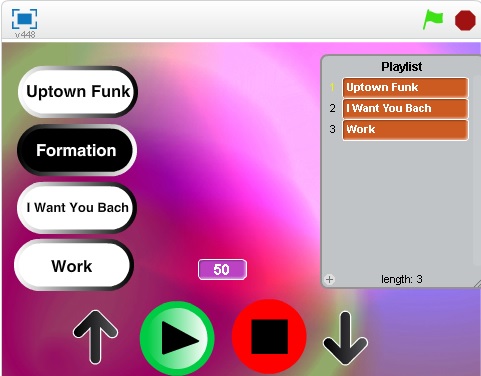 v448
Uptown Funk
Formation
I Want You Bach
Work
50
Playlist
1 Uptown Funk
2 I Want You Bach
3 Work
+ length: 3